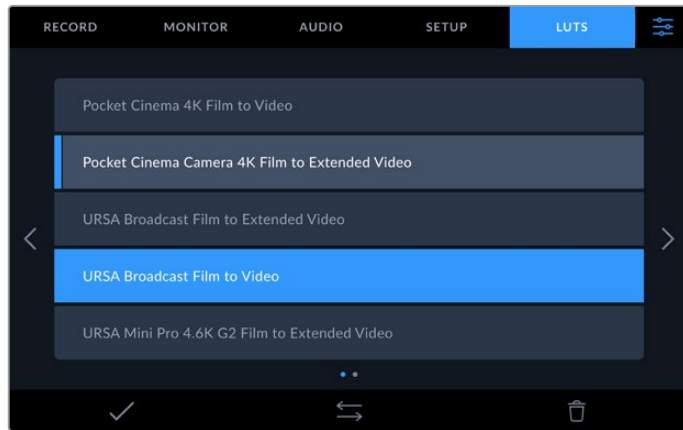 RECORD MONITOR AUDIO SETUP LUTS
Pocket Cinema 4K Film to Video
Pocket Cinema Camera 4K Film to Extended Video
URSA Broadcast Film to Extended Video
URSA Broadcast Film to Video
URSA Mini Pro 4.6K G2 Film to Extended Video